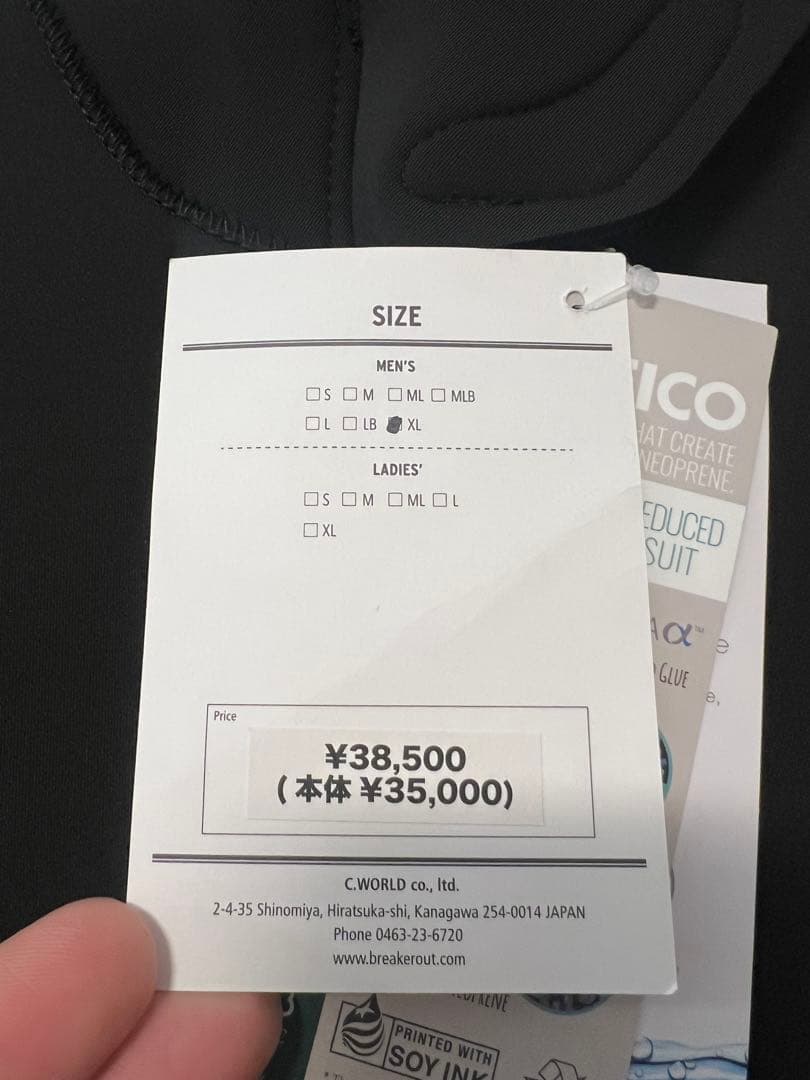 SIZE
MEN'S
S M ML MLB
L LB XL
LADIES'
S M ML L
XL
Price
¥38,500
(本体 ¥35,000)
C.WORLD co., ltd.
2-4-35 Shinomiya, Hiratsuka-shi, Kanagawa 254-0014 JAPAN
Phone 0463-23-6720
www.breakerout.com
ICO
HAT CREATE
NEOPRENE.
EDUCED
SUIT
Aα™
GLUE
e
e,
PRINTED WITH
SOY INK